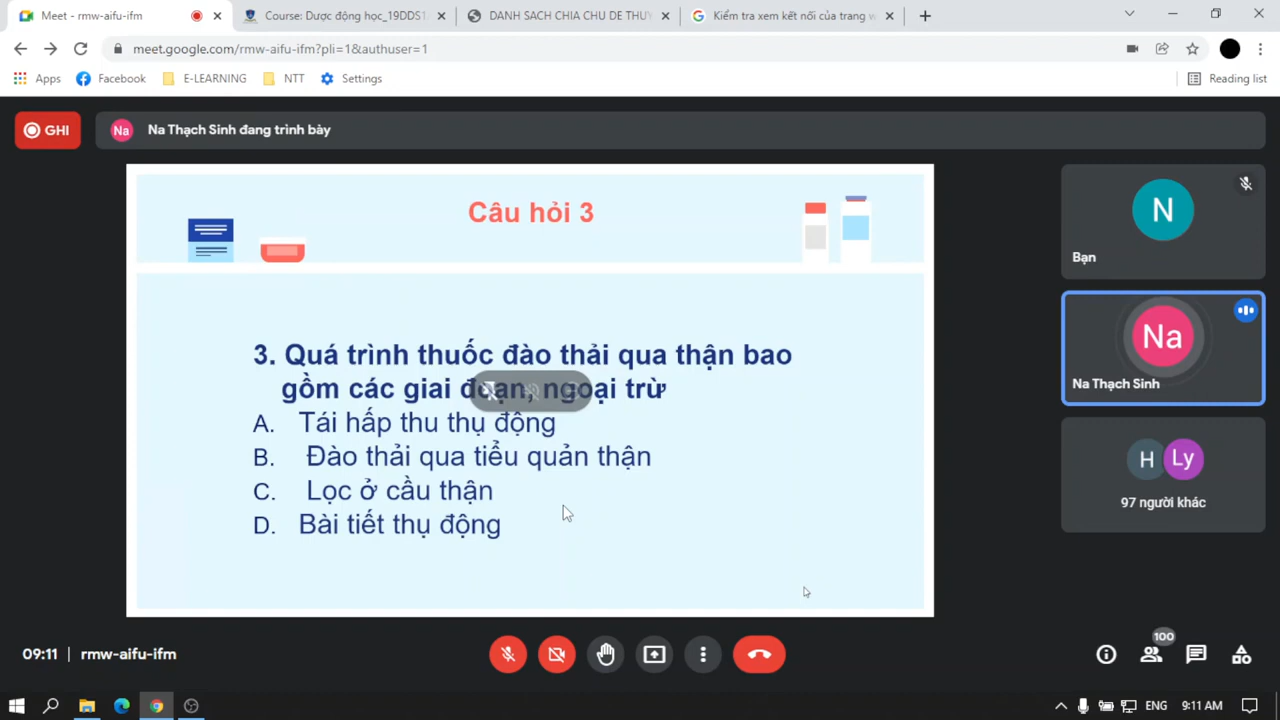 Meet - rmw-aifu-ifm
Course: Dược động học_19DDS1
DANH SACH CHIA CHU DE THUY
Kiểm tra xem kết nối của trang w
meet.google.com/rmw-aifu-ifm?pli=1&authuser=1
Apps
Facebook
E-LEARNING
NTT
Settings
Reading list
GHI
Na
Na Thạch Sinh đang trình bày
Câu hỏi 3
3. Quá trình thuốc đào thải qua thận bao
gồm các giai đoạn, ngoại trừ
A. Tái hấp thu thụ động
B. Đào thải qua tiểu quản thận
C. Lọc ở cầu thận
D. Bài tiết thụ động
N
Bạn
Na
Na Thạch Sinh
H
Ly
97 người khác
09:11 | rmw-aifu-ifm
100
ENG
9:11 AM